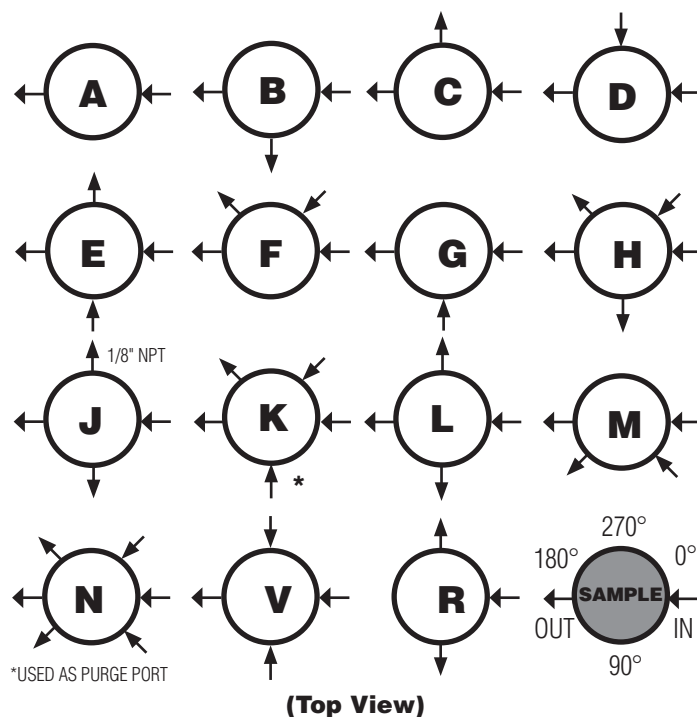 A B C D
E F G H
1/8" NPT
J K L M
*
270°
180° 0°
N V R SAMPLE
OUT IN
*USED AS PURGE PORT 90°
(Top View)